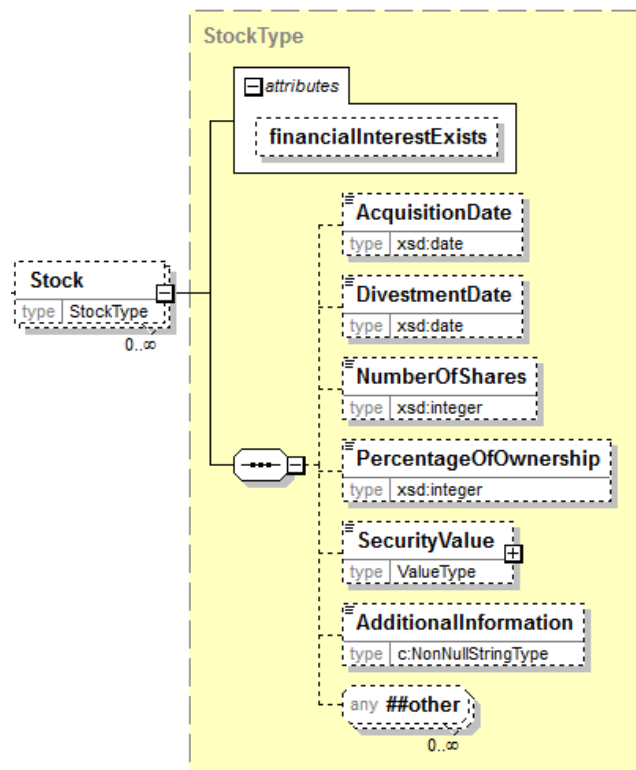 StockType
attributes
financialInterestExists
AcquisitionDate
type xsd:date
Stock
type StockType
0..∞
DivestmentDate
type xsd:date
NumberOfShares
type xsd:integer
PercentageOfOwnership
type xsd:integer
SecurityValue
type ValueType
AdditionalInformation
type c:NonNullStringType
any ##other
0..∞